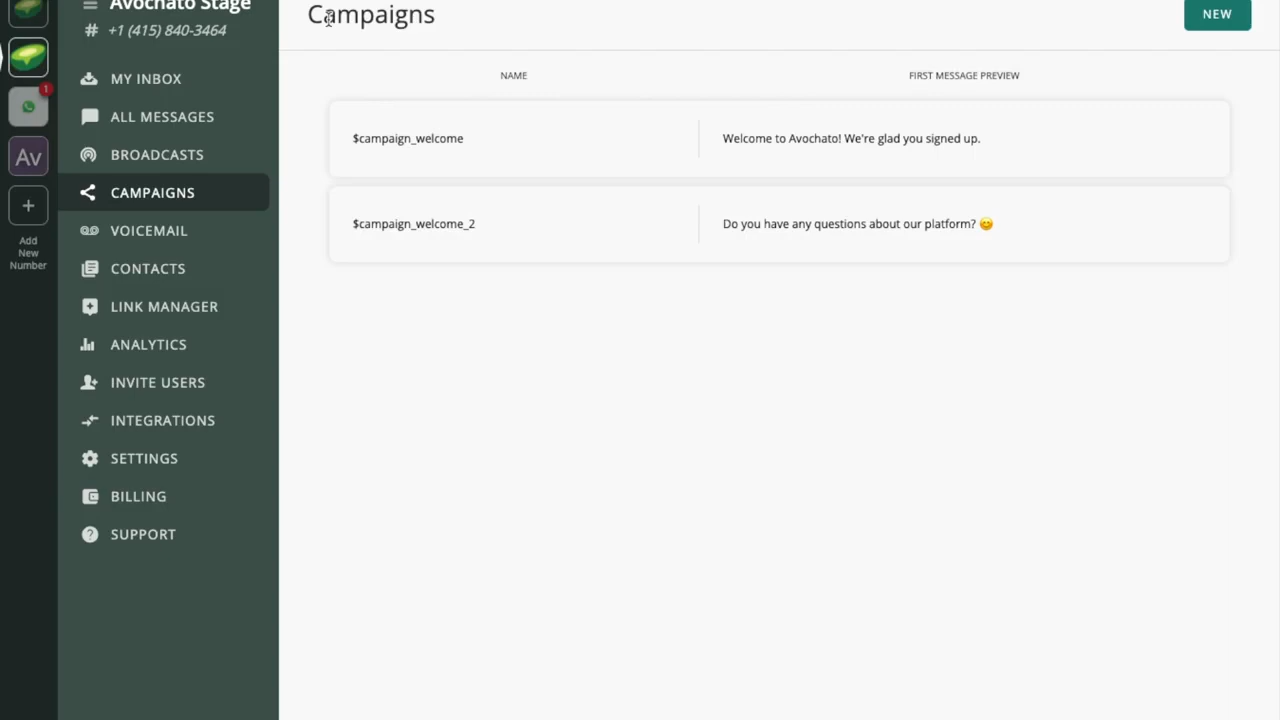 Avochato Stage
# +1 (415) 840-3464
1
Av
+
Add
New
Number
MY INBOX
ALL MESSAGES
BROADCASTS
CAMPAIGNS
VOICEMAIL
CONTACTS
LINK MANAGER
ANALYTICS
INVITE USERS
INTEGRATIONS
SETTINGS
BILLING
SUPPORT
Campaigns
NEW
NAME FIRST MESSAGE PREVIEW
$campaign_welcome Welcome to Avochato! We're glad you signed up.
$campaign_welcome_2 Do you have any questions about our platform? 😊